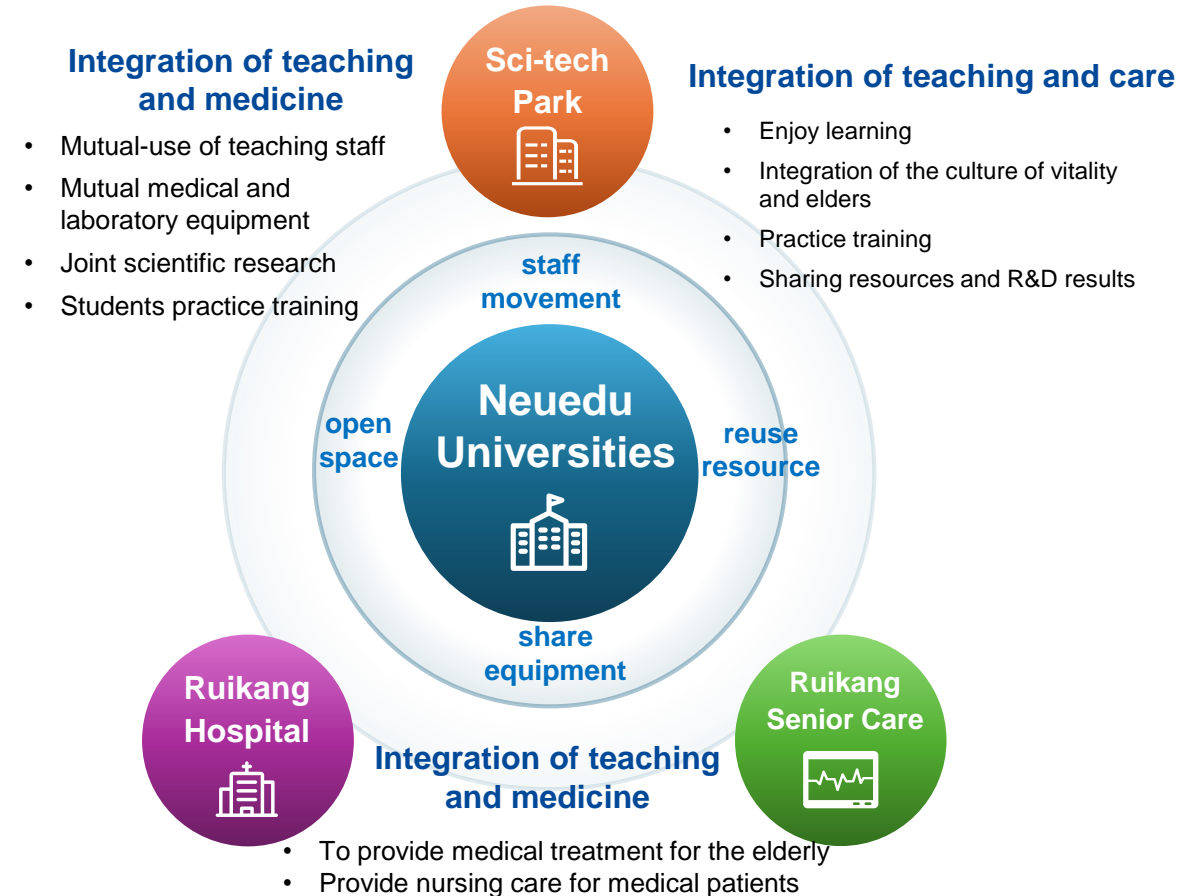 Sci-tech
Park
Integration of teaching
and medicine
• Mutual-use of teaching staff
• Mutual medical and
laboratory equipment
• Joint scientific research
• Students practice training
Integration of teaching and care
• Enjoy learning
• Integration of the culture of vitality
and elders
• Practice training
• Sharing resources and R&D results
staff
movement
open
space
Neuedu
Universities
reuse
resource
share
equipment
Ruikang
Hospital
Ruikang
Senior Care
Integration of teaching
and medicine
• To provide medical treatment for the elderly
• Provide nursing care for medical patients